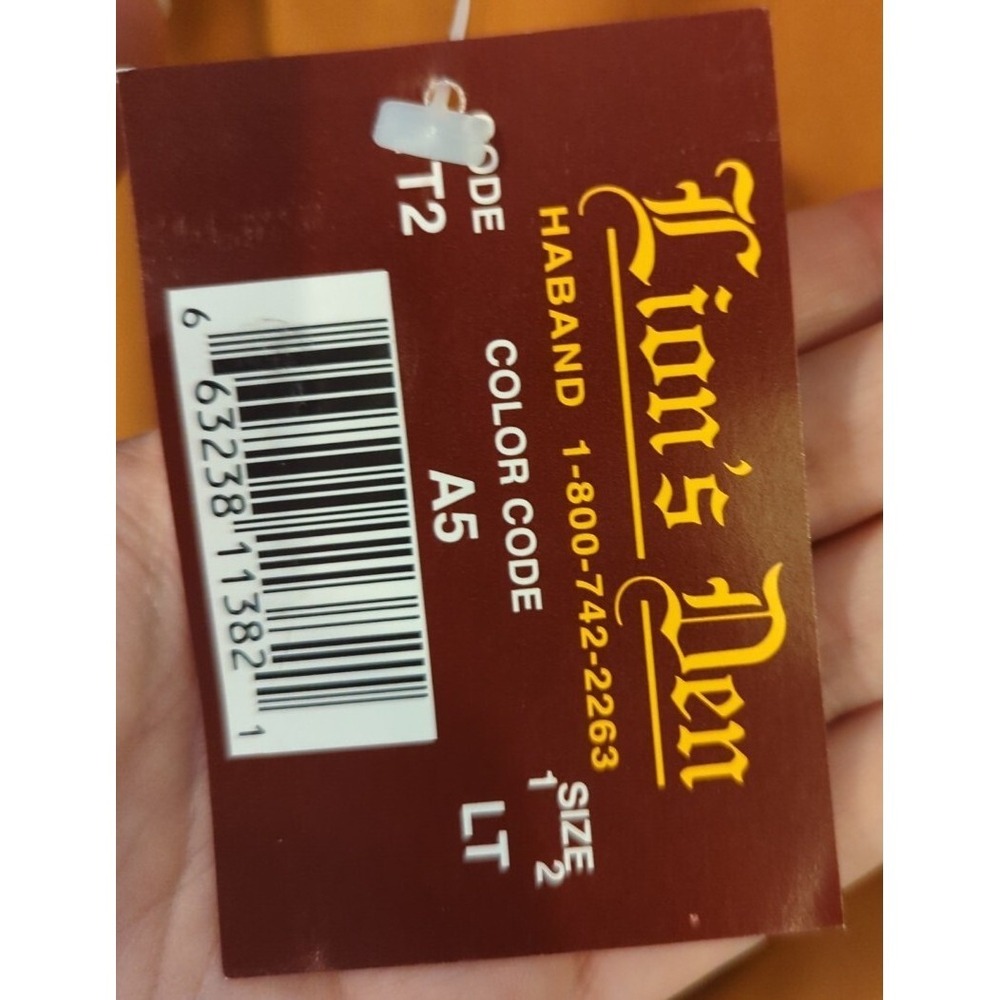 Lion's Den
HABAND 1-800-742-2263
COLOR CODE
SIZE
1 2
T2
A5
LT
6 63238 11382 1